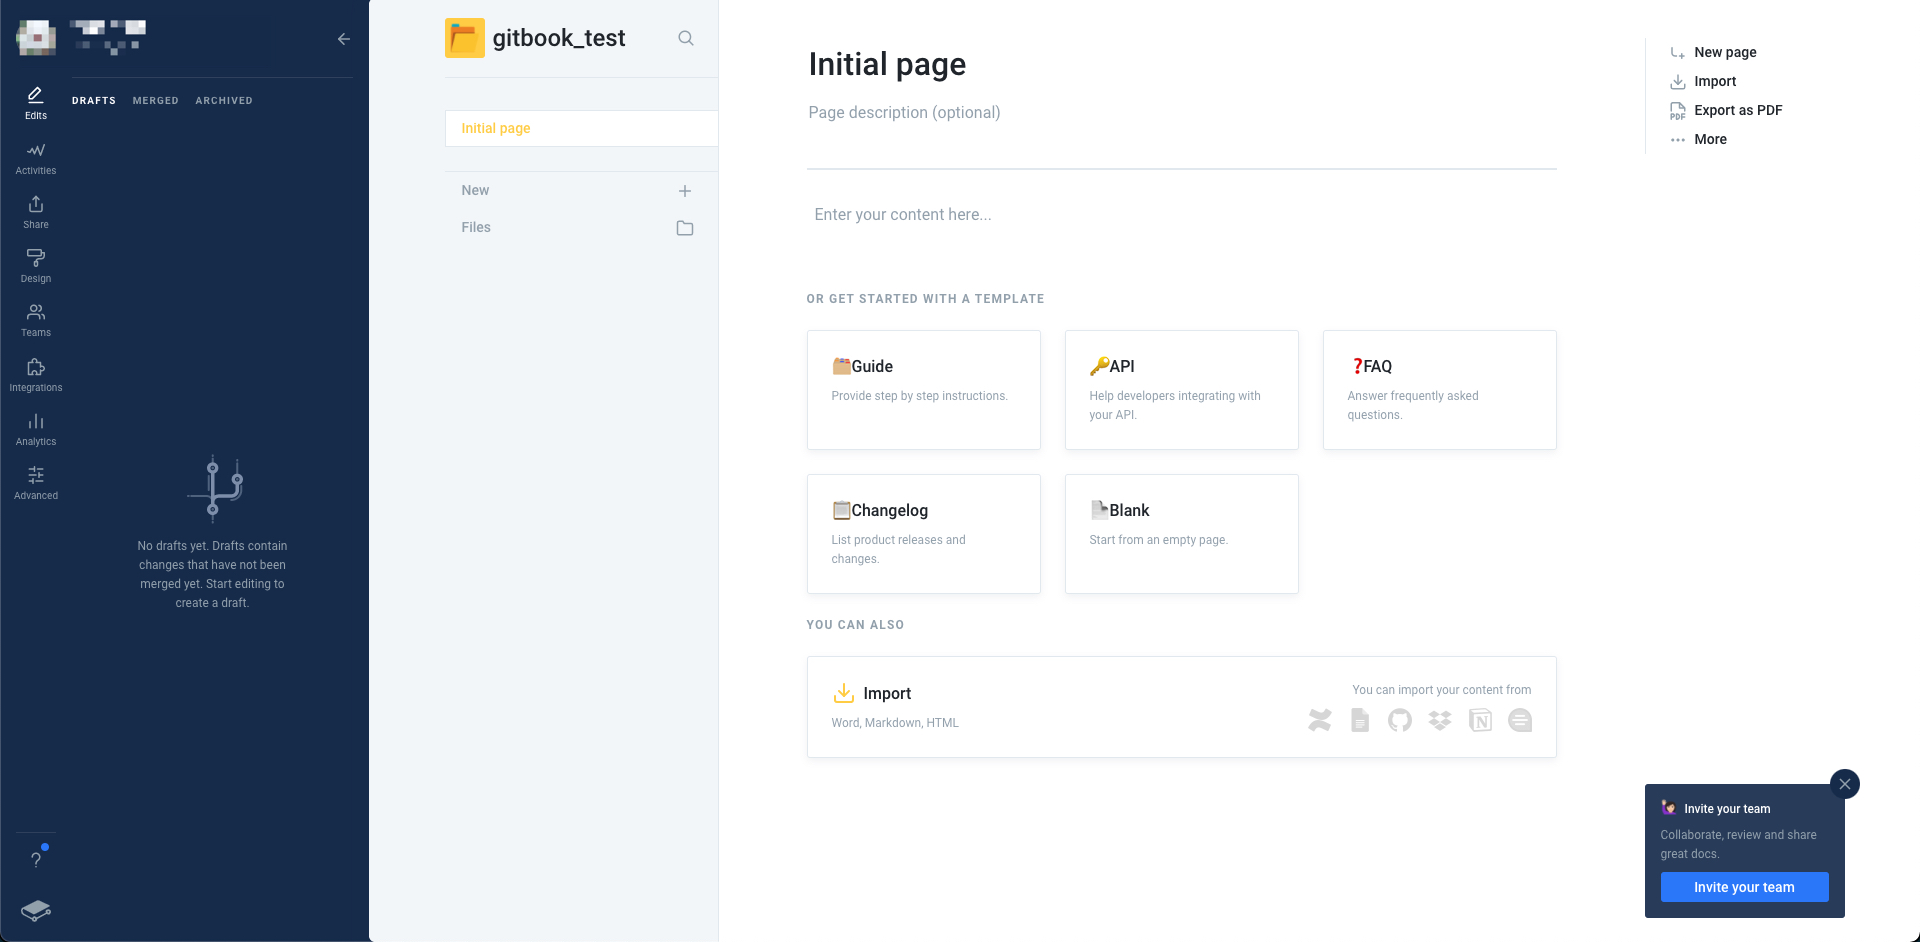 Edits
Activities
Share
Design
Teams
Integrations
Analytics
Advanced
?
DRAFTS MERGED ARCHIVED
No drafts yet. Drafts contain
changes that have not been
merged yet. Start editing to
create a draft.
gitbook_test
Initial page
New
Files
Initial page
Page description (optional)
Enter your content here...
OR GET STARTED WITH A TEMPLATE
Guide
Provide step by step instructions.
API
Help developers integrating with
your API.
❓FAQ
Answer frequently asked
questions.
Changelog
List product releases and
changes.
Blank
Start from an empty page.
YOU CAN ALSO
Import
Word, Markdown, HTML
You can import your content from
N
New page
Import
PDF Export as PDF
More
Invite your team
Collaborate, review and share
great docs.
Invite your team